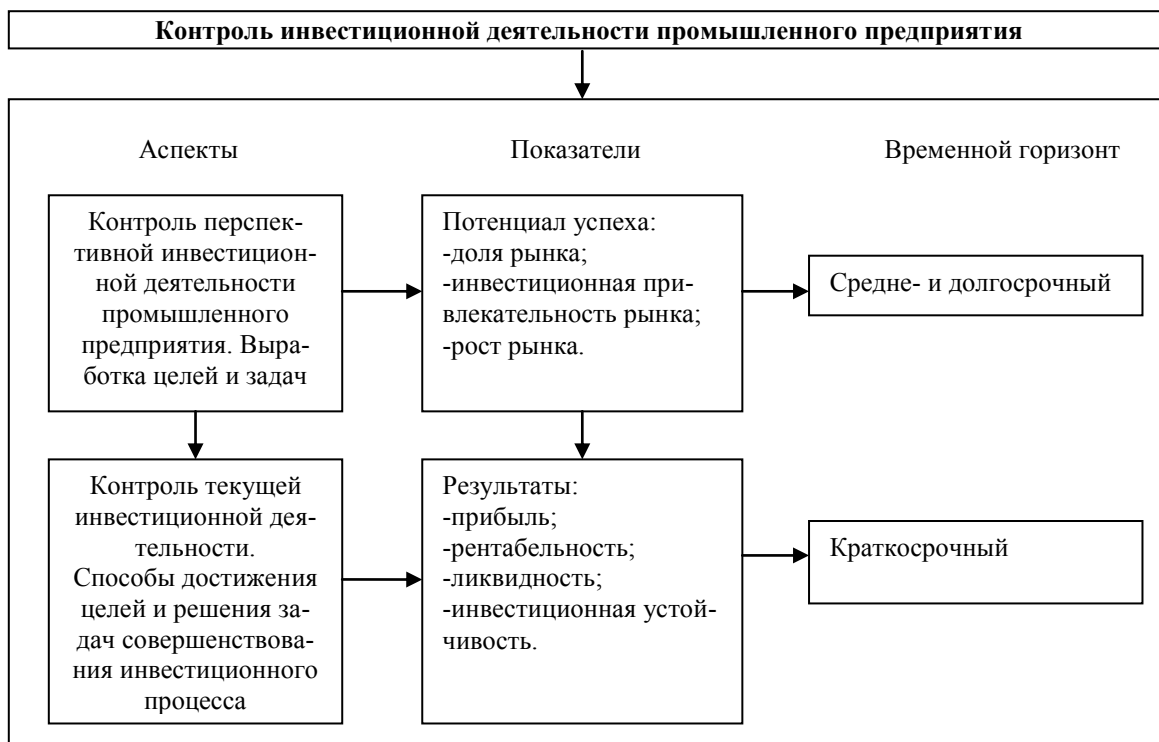 Контроль инвестиционной деятельности промышленного предприятия
Аспекты
Показатели
Временной горизонт
Контроль перспек-
тивной инвестицион-
ной деятельности
промышленного
предприятия. Выра-
ботка целей и задач
Потенциал успеха:
-доля рынка;
-инвестиционная при-
влекательность рынка;
-рост рынка.
Средне- и долгосрочный
Контроль текущей
инвестиционной дея-
тельности.
Способы достижения
целей и решения за-
дач совершенствова-
ния инвестиционного
процесса
Результаты:
-прибыль;
-рентабельность;
-ликвидность;
-инвестиционная устой-
чивость.
Краткосрочный